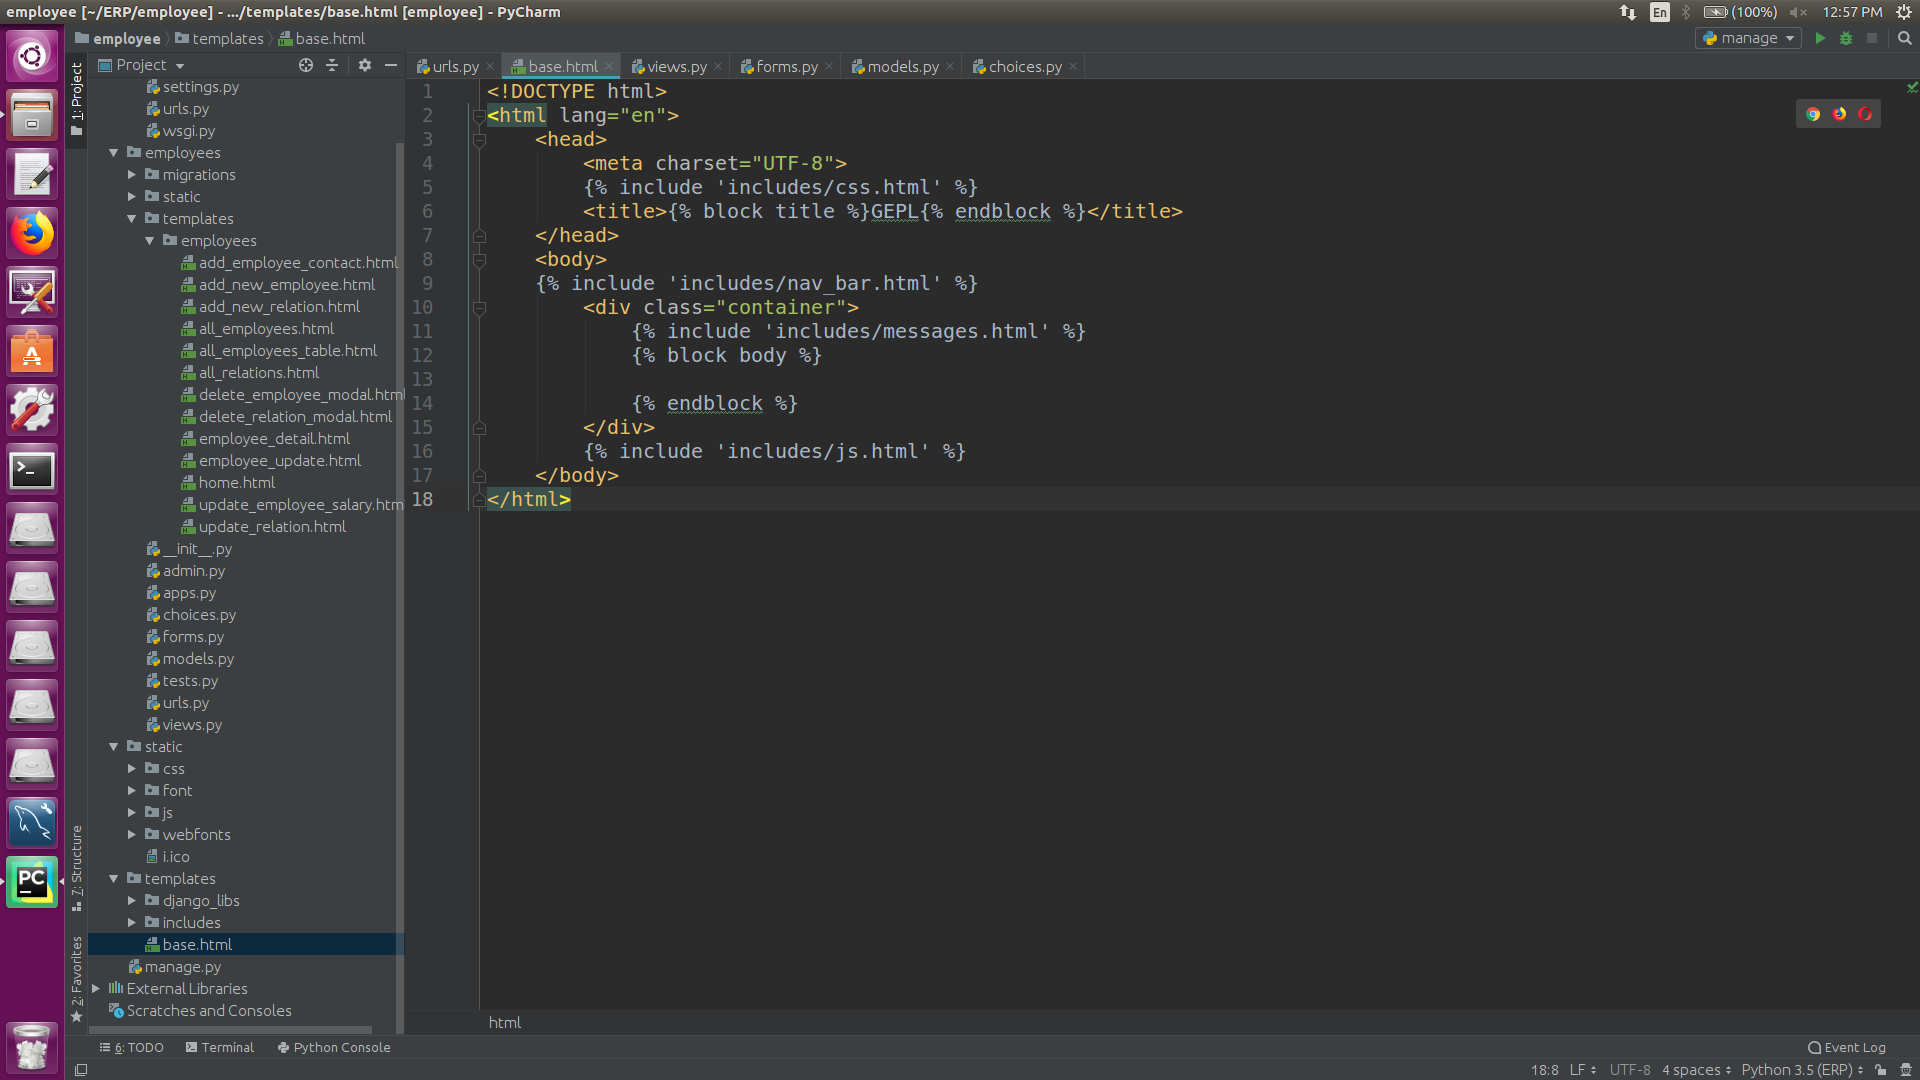 employee [~/ERP/employee] - .../templates/base.html [employee] - PyCharm
En (100%) 12:57 PM
employee templates base.html
manage
1: Project
7: Structure
2: Favorites
Project
settings.py
urls.py
wsgi.py
employees
migrations
static
templates
employees
add_employee_contact.html
add_new_employee.html
add_new_relation.html
all_employees.html
all_employees_table.html
all_relations.html
delete_employee_modal.html
delete_relation_modal.html
employee_detail.html
employee_update.html
home.html
update_employee_salary.htm
update_relation.html
__init__.py
admin.py
apps.py
choices.py
forms.py
models.py
tests.py
urls.py
views.py
static
css
font
js
webfonts
i.ico
templates
django_libs
includes
base.html
manage.py
External Libraries
Scratches and Consoles
urls.py base.html views.py forms.py models.py choices.py
1 <!DOCTYPE html>
2 <html lang="en">
3 <head>
4 <meta charset="UTF-8">
5 {% include 'includes/css.html' %}
6 <title>{% block title %}GEPL{% endblock %}</title>
7 </head>
8 <body>
9 {% include 'includes/nav_bar.html' %}
10 <div class="container">
11 {% include 'includes/messages.html' %}
12 {% block body %}
13
14 {% endblock %}
15 </div>
16 {% include 'includes/js.html' %}
17 </body>
18 </html>
html
6: TODO Terminal Python Console Event Log
18:8 LF UTF-8 4 spaces Python 3.5 (ERP)
PC